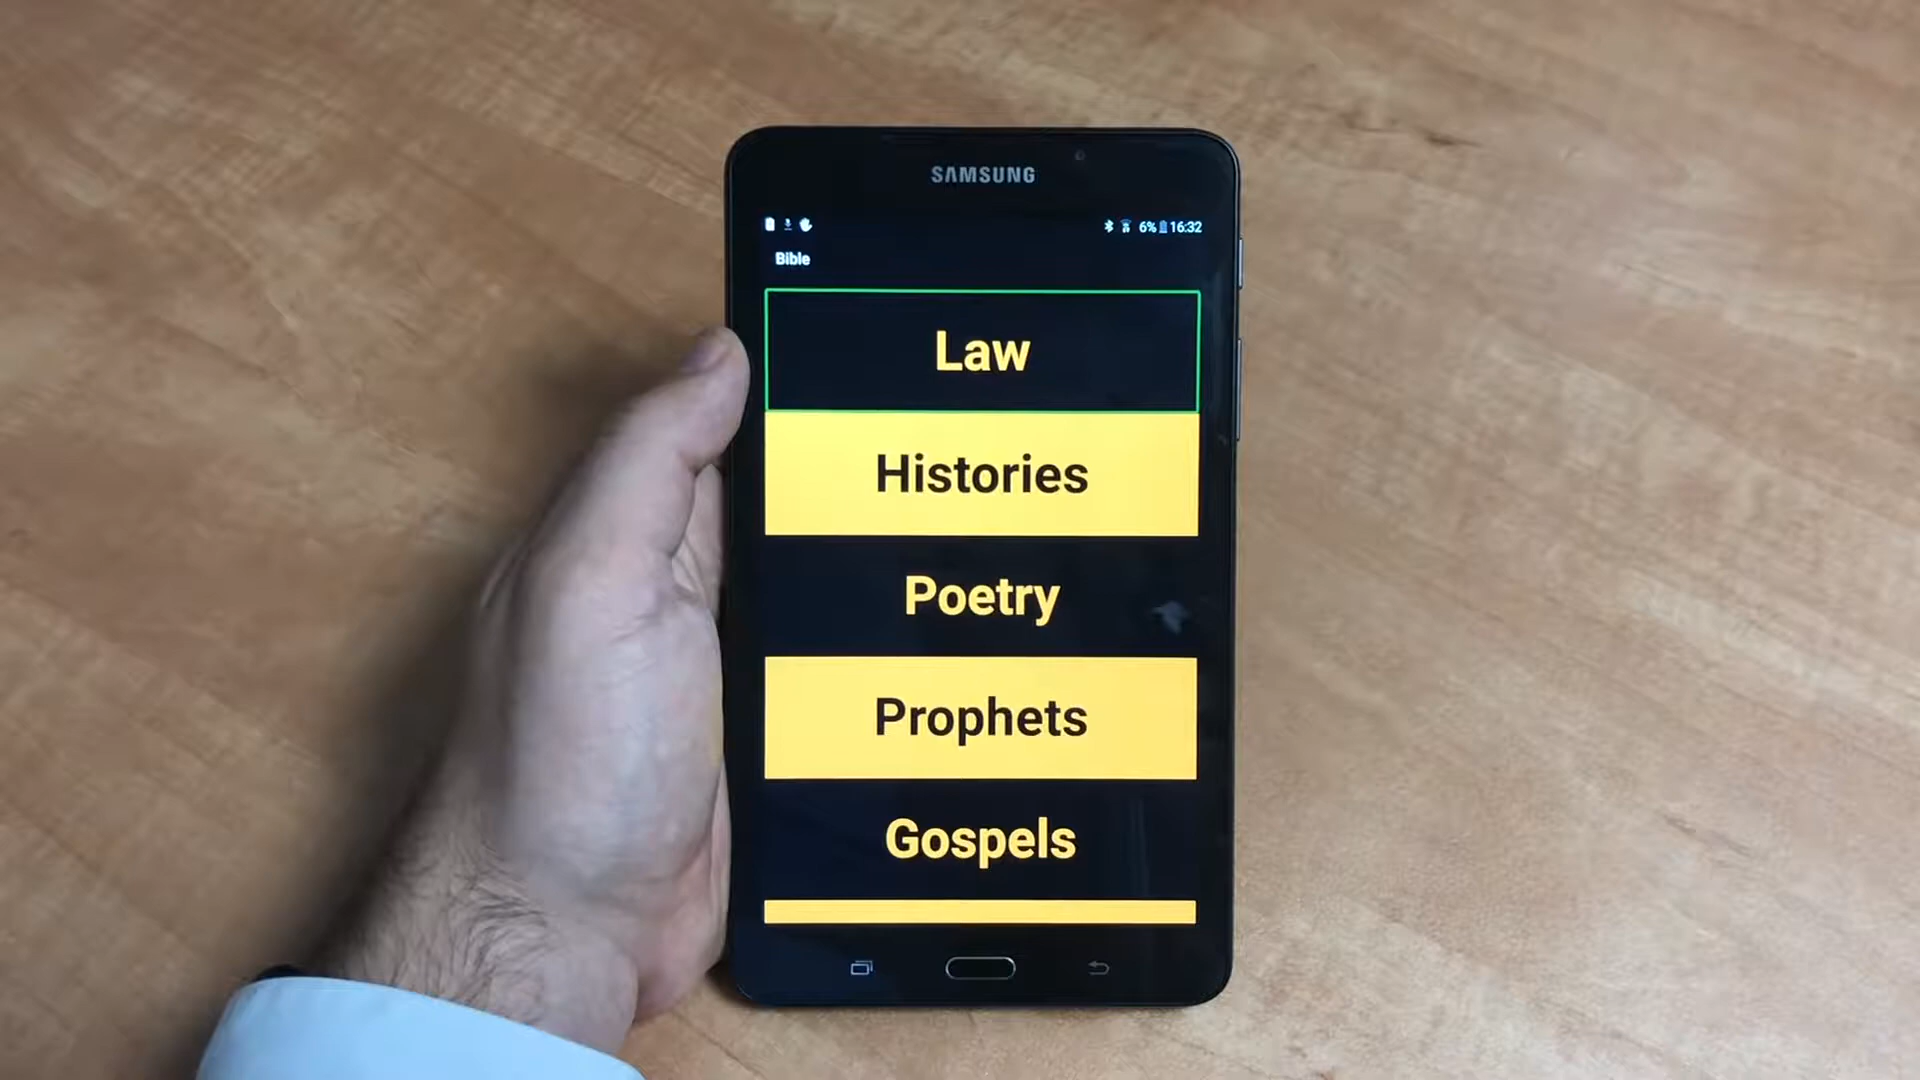 SAMSUNG
6% 16:32
Bible
Law
Histories
Poetry
Prophets
Gospels